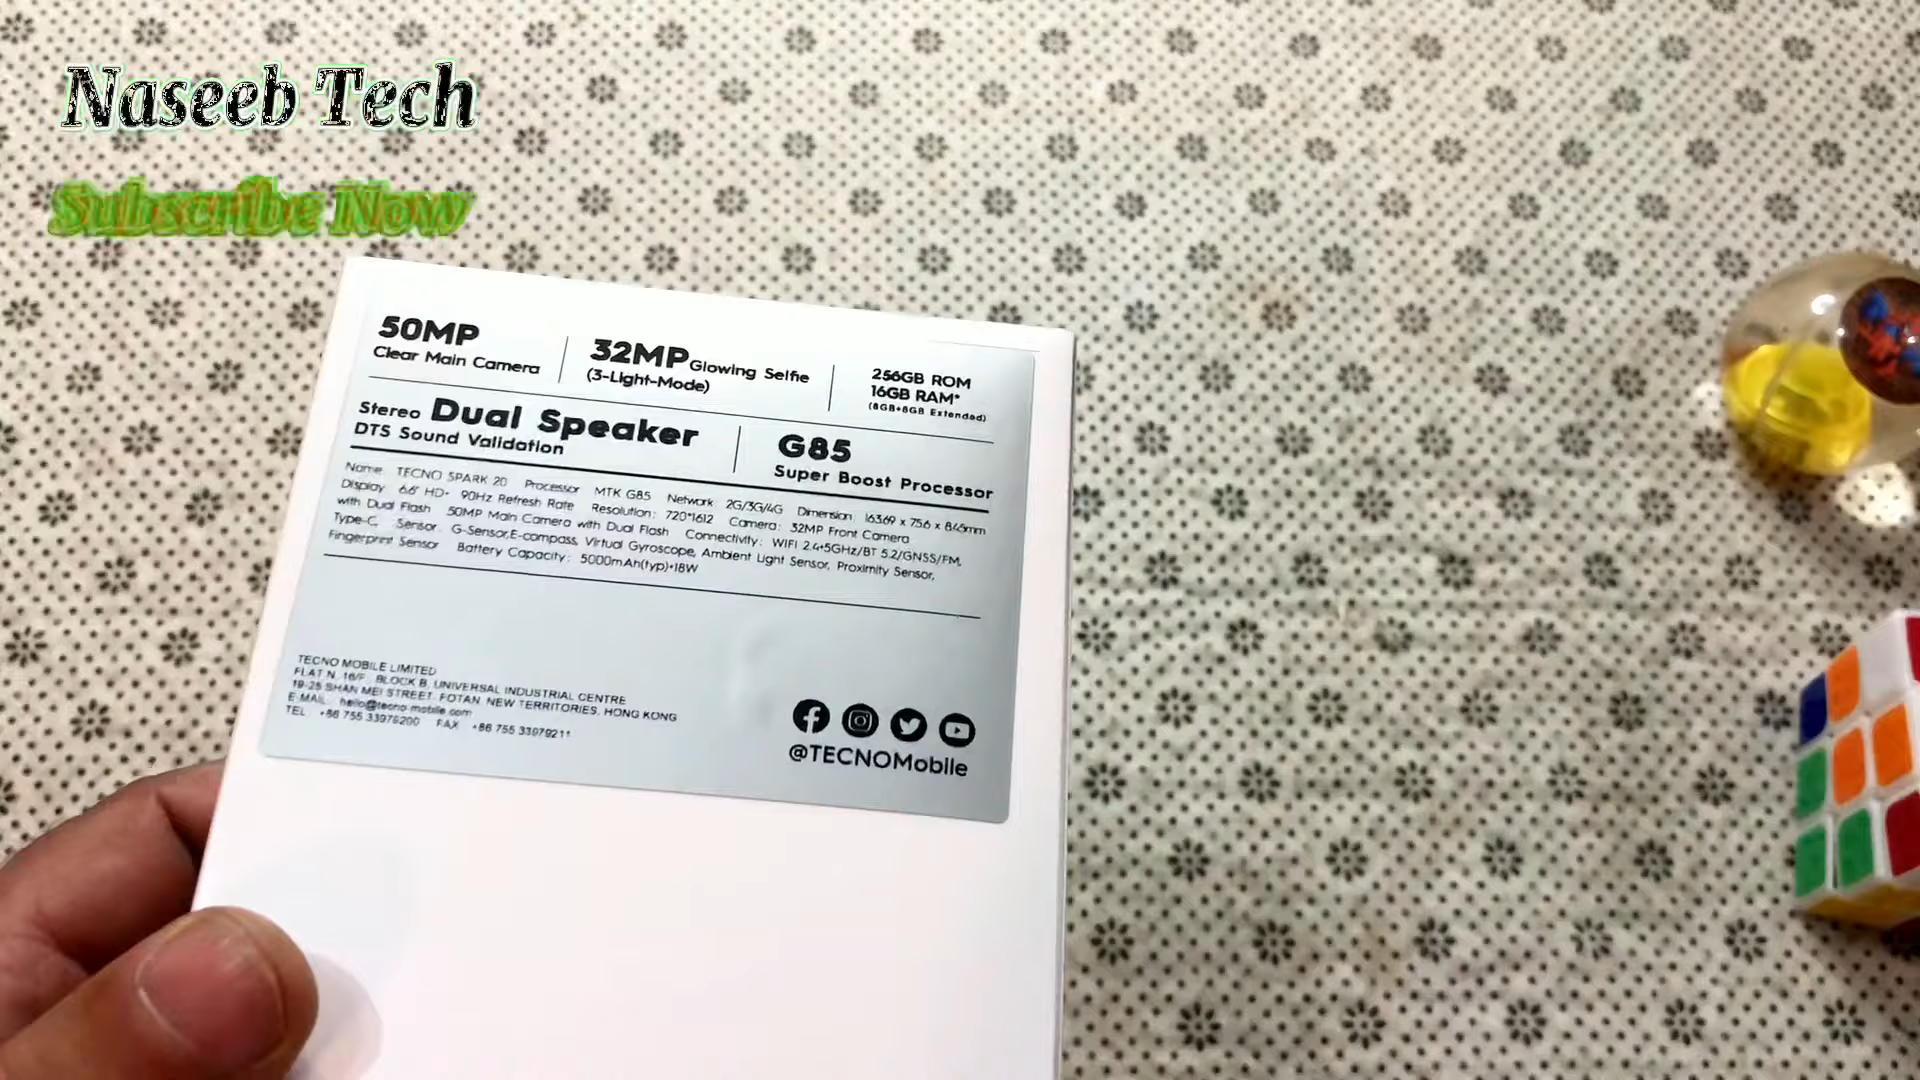 Naseeb Tech
Subscribe Now
50MP
Clear Main Camera
32MP Glowing Selfie
(3-Light-Mode)
256GB ROM
16GB RAM*
(8GB+8GB Extended)
Stereo Dual Speaker
DTS Sound Validation
G85
Super Boost Processor
Name: TECNO SPARK 20 Processor MTK G85 Network: 2G/3G/4G Dimension: 163.69 x 75.6 x 8.45mm
Display: 6.6" HD+ 90Hz Refresh Rate Resolution: 720*1612 Camera: 32MP Front Camera
with Dual Flash 50MP Main Camera with Dual Flash Connectivity: WIFI 2.4+5GHz/BT 5.2/GNSS/FM,
Type-C, Sensor: G-Sensor,E-compass, Virtual Gyroscope, Ambient Light Sensor, Proximity Sensor,
Fingerprint Sensor Battery Capacity: 5000mAh(typ)+18W
TECNO MOBILE LIMITED
FLAT N, 16/F., BLOCK B, UNIVERSAL INDUSTRIAL CENTRE
19-25 SHAN MEI STREET, FOTAN, NEW TERRITORIES, HONG KONG
E-MAIL: hello@tecno-mobile.com
TEL: +86 755 33979200 FAX: +86 755 33979211
@TECNOMobile